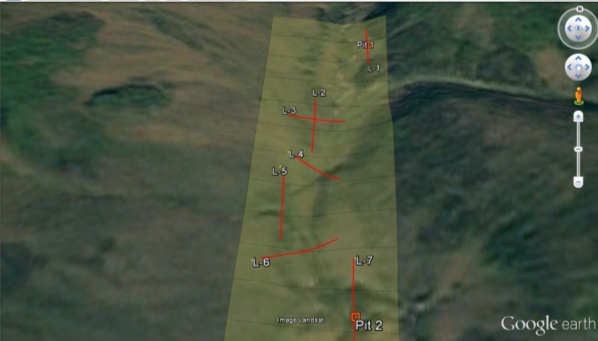 Pit 1
L-1
L-2
L-3
L-4
L-5
L-6
L-7
Image Landsat
Pit 2
Google earth